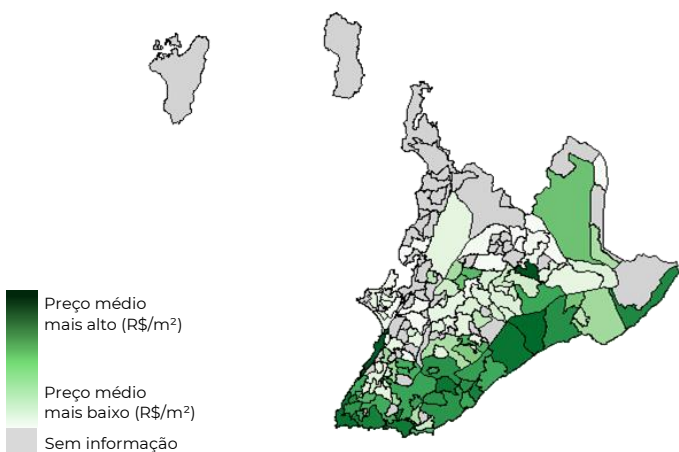 Preço médio
mais alto (R$/m²)
Preço médio
mais baixo (R$/m²)
Sem informação